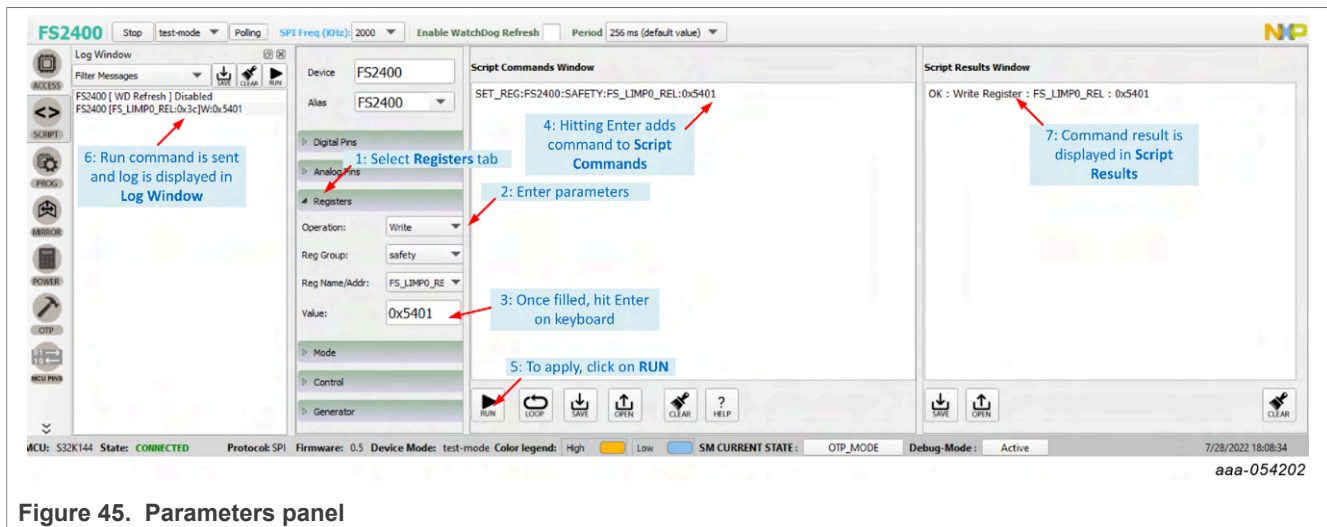 FS2400 Stop test-mode Polling SPI Freq (KHz): 2000 Enable WatchDog Refresh Period 256 ms (default value) NXP
Log Window
Filter Messages SAVE CLEAR RUN
FS2400 [ WD Refresh ] Disabled
FS2400 [FS_LIMP0_REL:0x3c]W:0x5401
6: Run command is sent
and log is displayed in
Log Window
ACCESS
SCRIPT
PROG
MIRROR
POWER
OTP
MCU PINS
Device FS2400
Alias FS2400
Digital Pins
1: Select Registers tab
Analog Pins
Registers
2: Enter parameters
Operation: Write
Reg Group: safety
Reg Name/Addr: FS_LIMP0_RE
Value: 0x5401
3: Once filled, hit Enter
on keyboard
Mode
Control
Generator
Script Commands Window
SET_REG:FS2400:SAFETY:FS_LIMP0_REL:0x5401
4: Hitting Enter adds
command to Script
Commands
5: To apply, click on RUN
RUN LOOP SAVE OPEN CLEAR ? HELP
Script Results Window
OK : Write Register : FS_LIMP0_REL : 0x5401
7: Command result is
displayed in Script
Results
SAVE OPEN CLEAR
MCU: S32K144 State: CONNECTED Protocol: SPI Firmware: 0.5 Device Mode: test-mode Color legend: High Low SM CURRENT STATE : OTP_MODE Debug-Mode : Active 7/28/2022 18:08:34
aaa-054202
Figure 45. Parameters panel